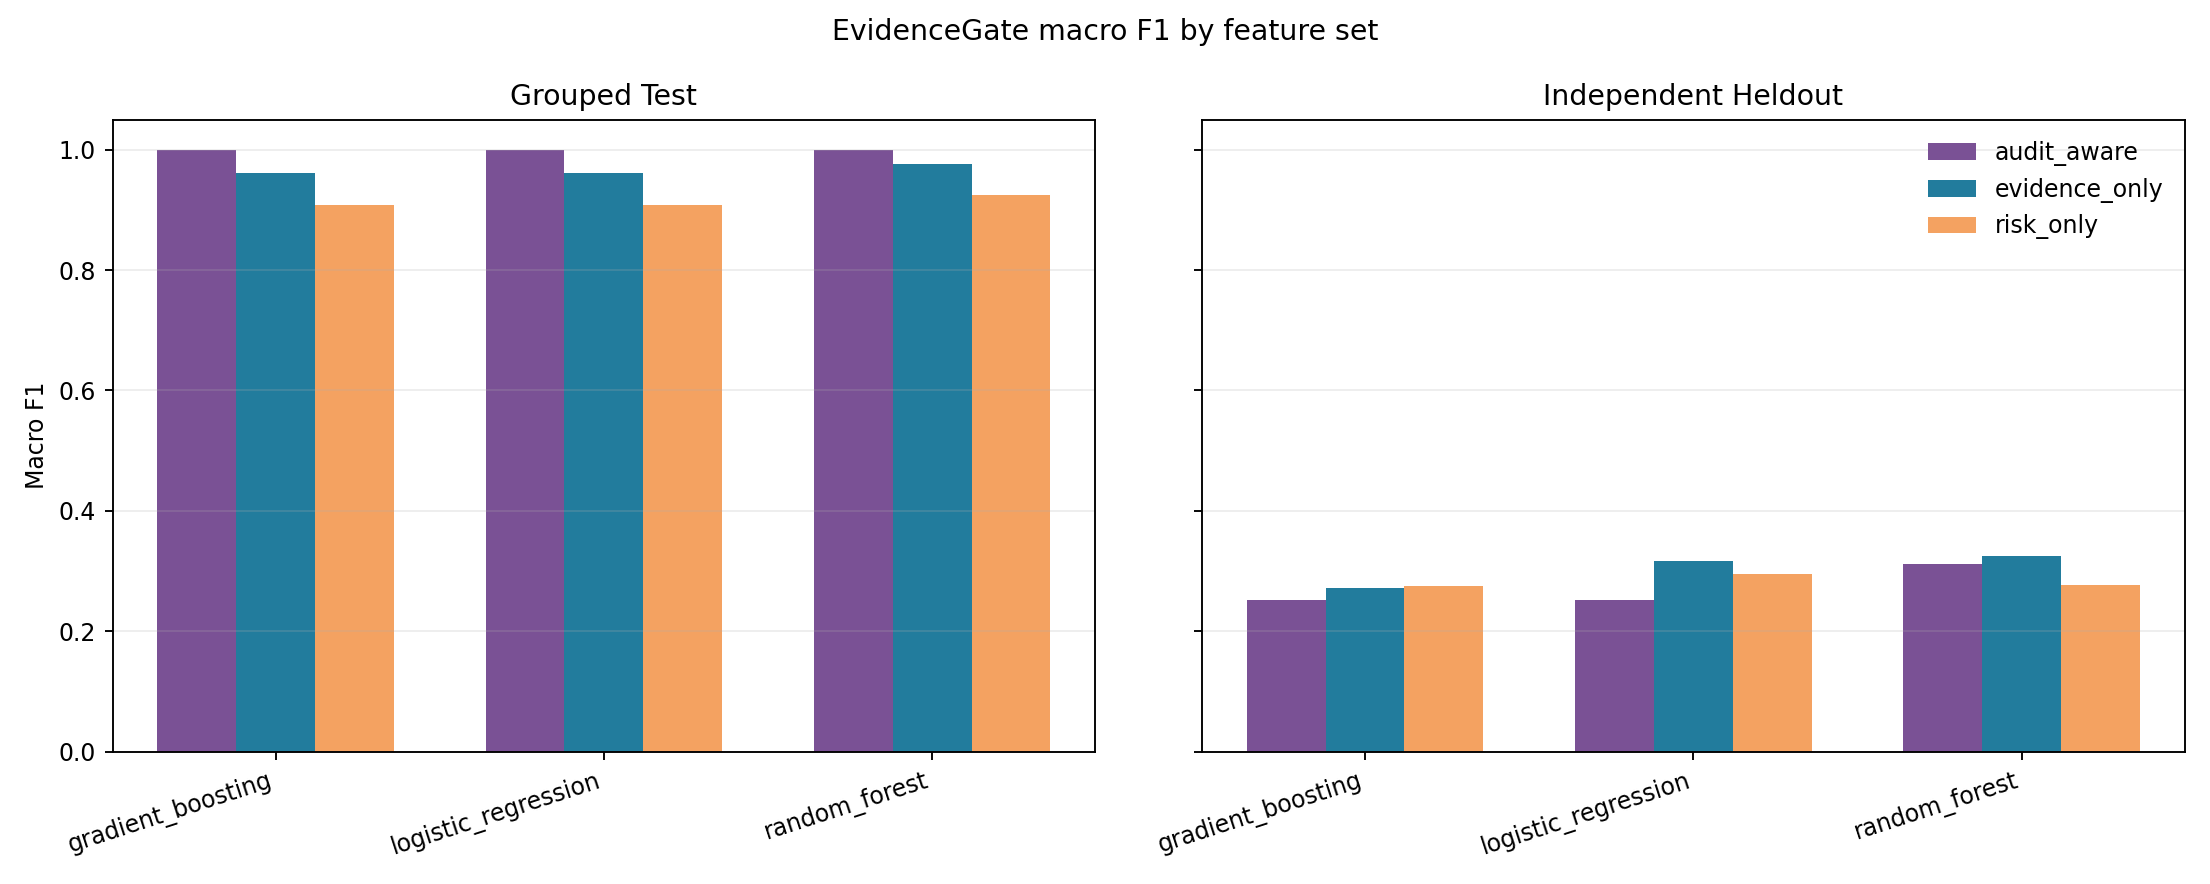 EvidenceGate macro F1 by feature set
Grouped Test
Macro F1
1.0
0.8
0.6
0.4
0.2
0.0
gradient_boosting
logistic_regression
random_forest
Independent Heldout
audit_aware
evidence_only
risk_only
gradient_boosting
logistic_regression
random_forest